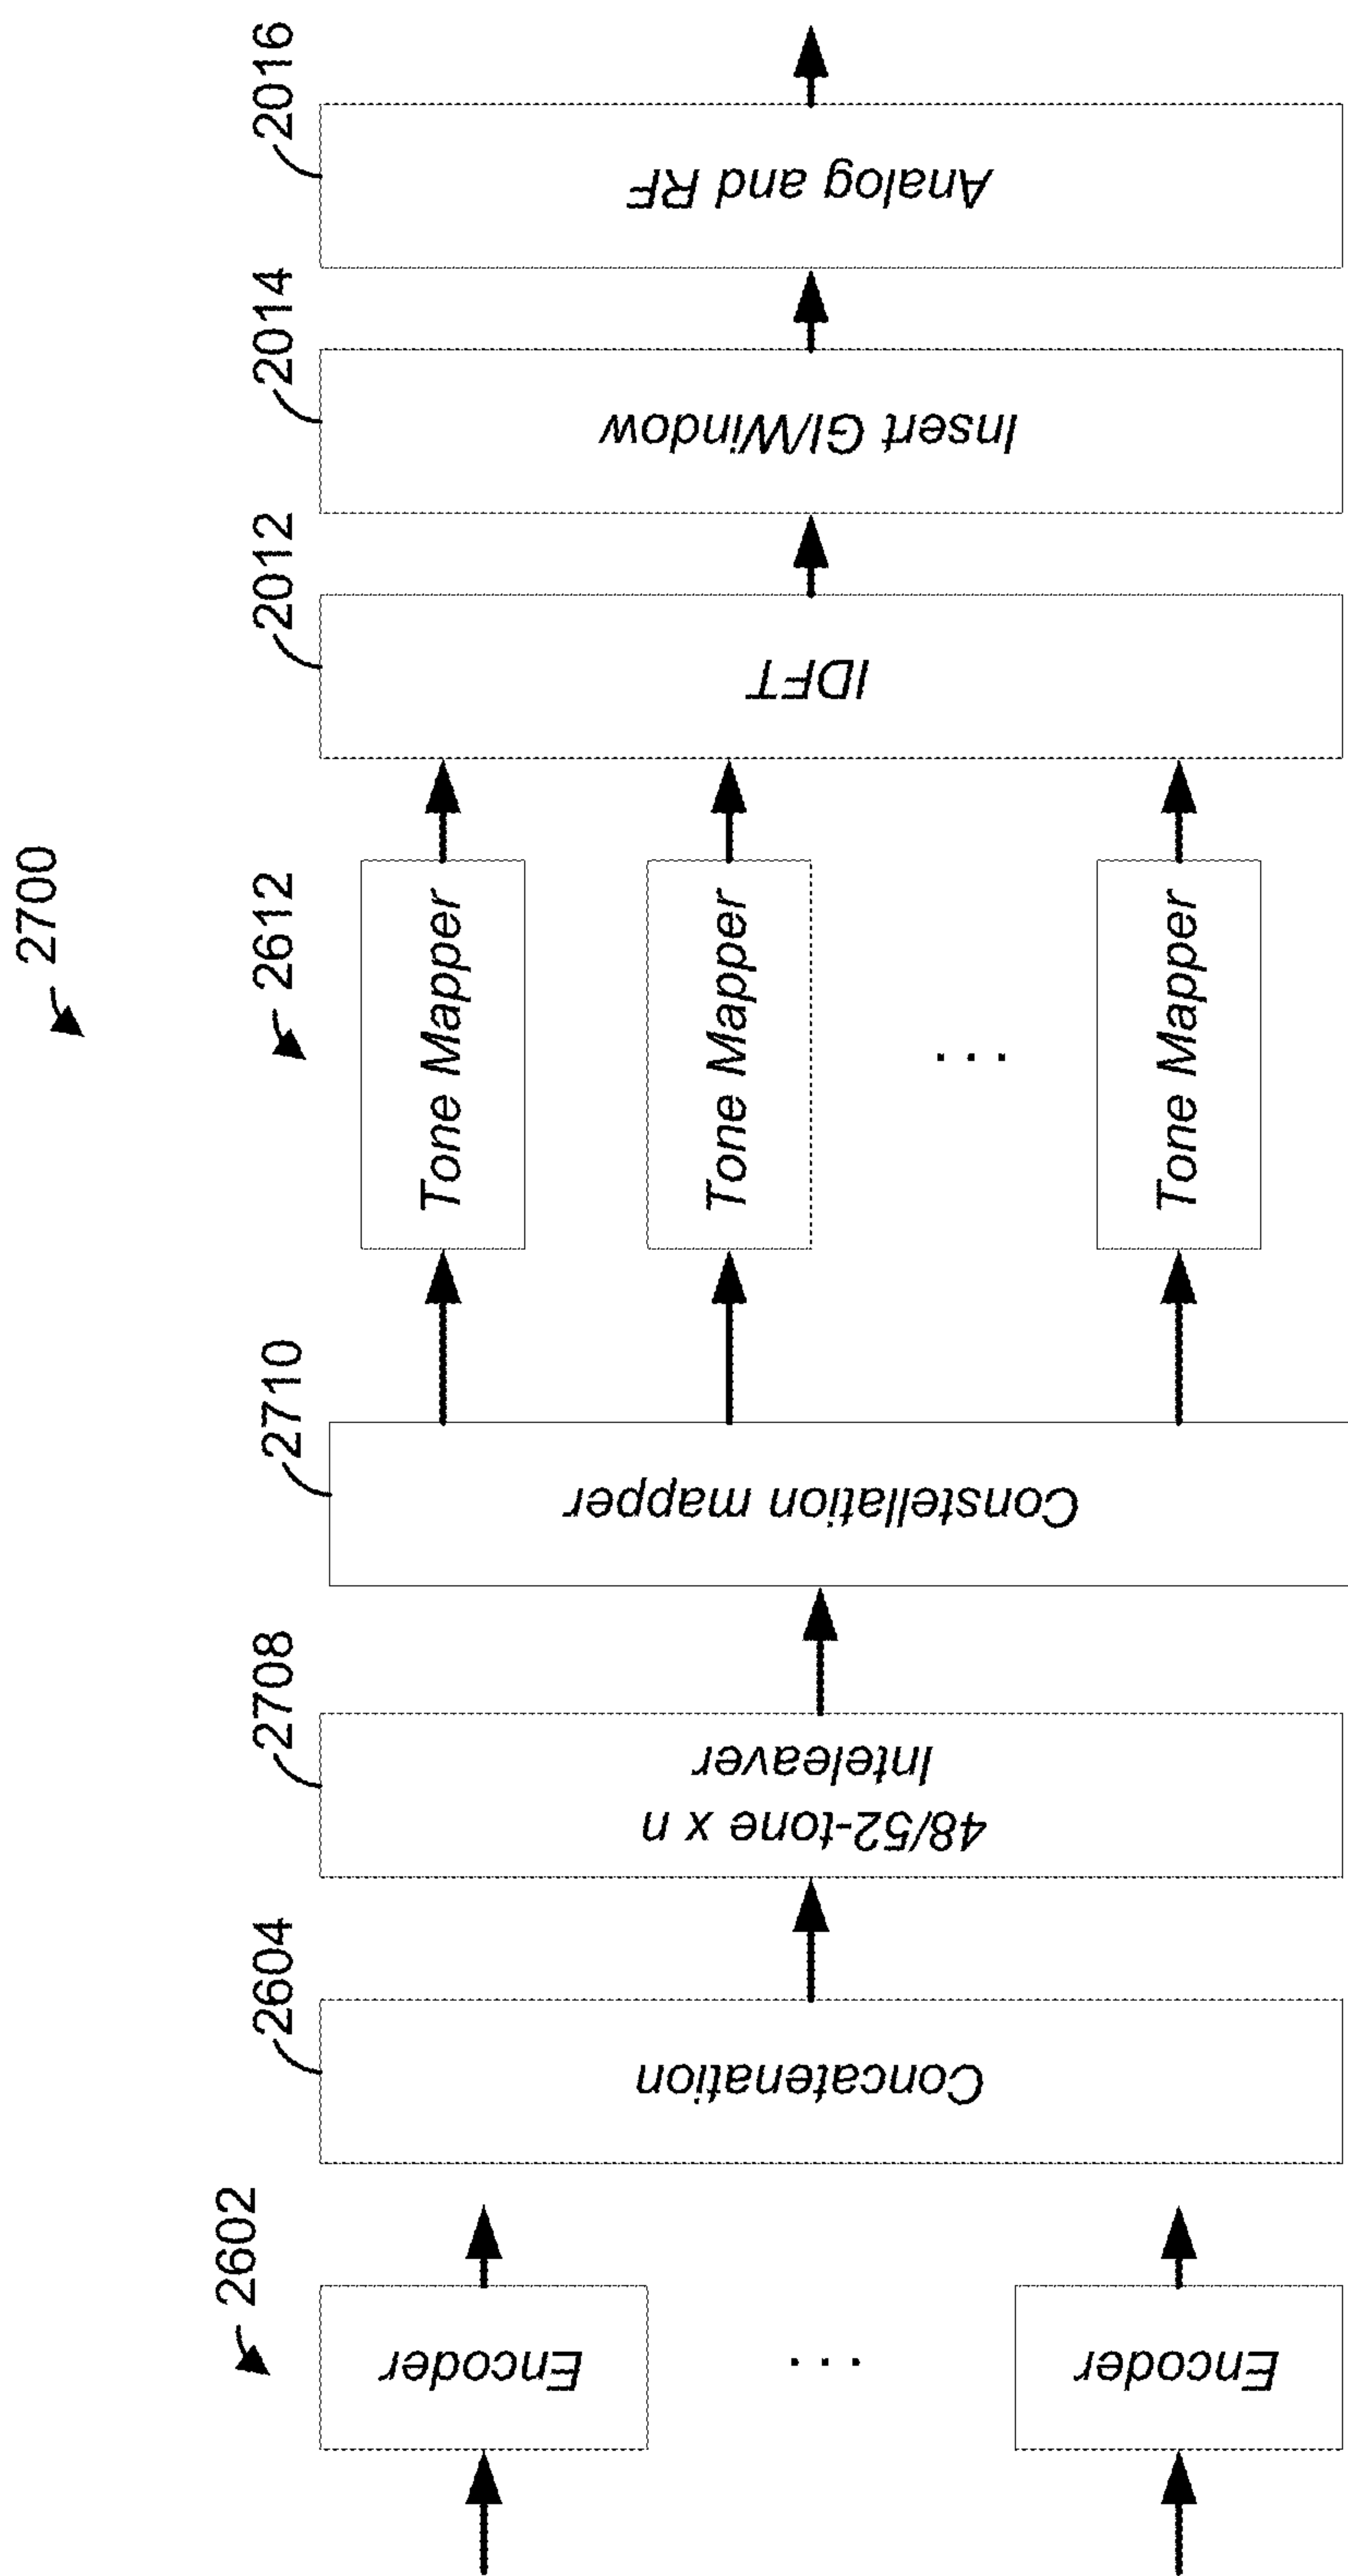 2700
2602
Encoder
. . .
Encoder
2604
Concatenation
2708
48/52-tone x n
Inteleaver
2710
Constellation mapper
2612
Tone Mapper
Tone Mapper
. . .
Tone Mapper
2012
IDFT
2014
Insert GI/Window
2016
Analog and RF